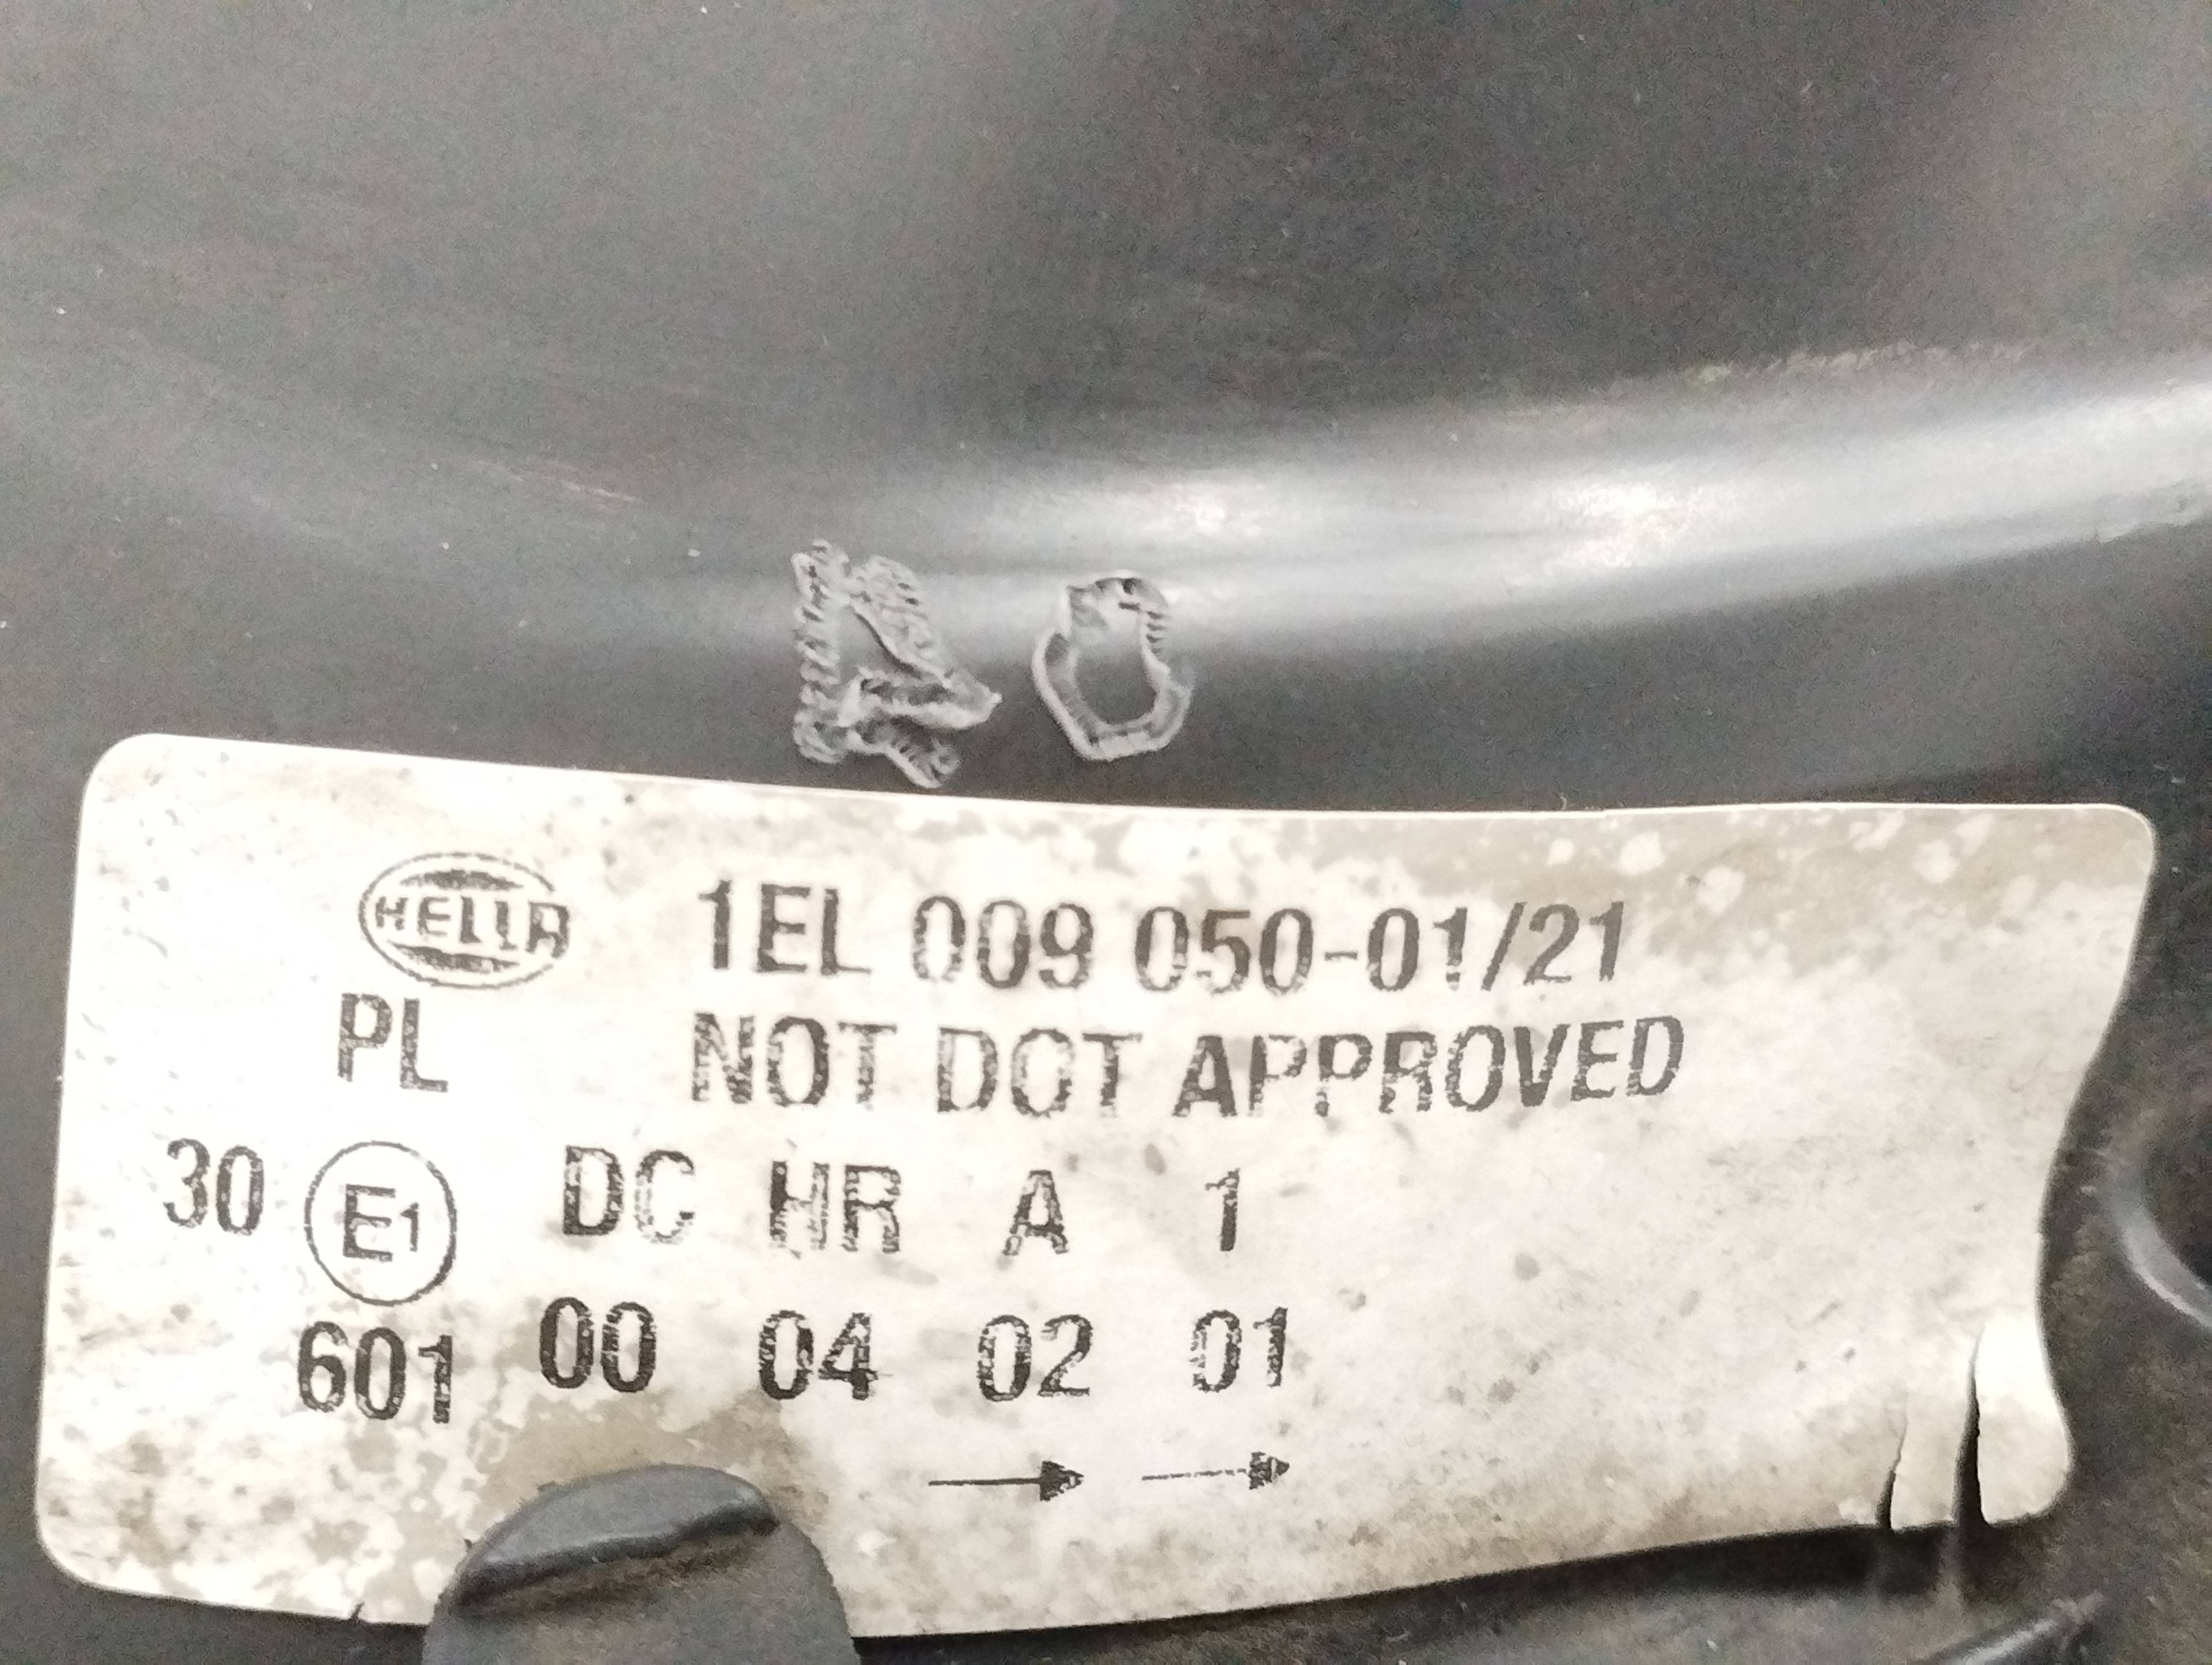 RO
HELLA 1EL 009 050-01/21
PL NOT DOT APPROVED
30 E1 DC HR A 1
601 00 04 02 01
→ →